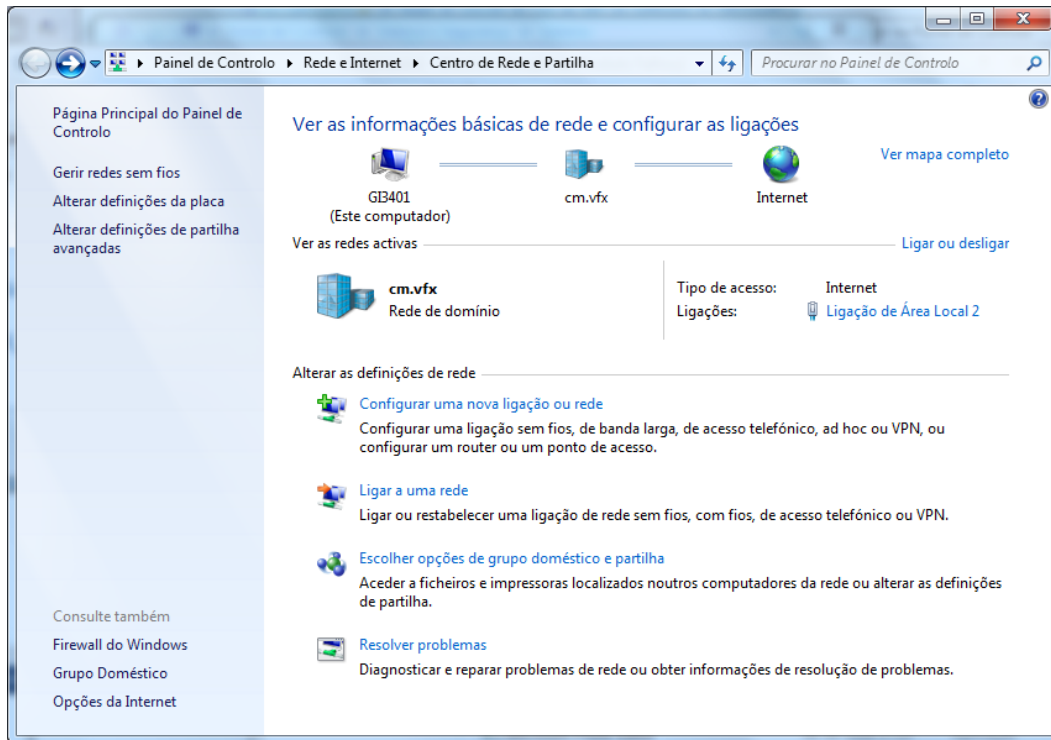 Painel de Controlo ▸ Rede e Internet ▸ Centro de Rede e Partilha
Procurar no Painel de Controlo
Página Principal do Painel de
Controlo
Gerir redes sem fios
Alterar definições da placa
Alterar definições de partilha
avançadas
Consulte também
Firewall do Windows
Grupo Doméstico
Opções da Internet
Ver as informações básicas de rede e configurar as ligações
Ver mapa completo
GI3401
(Este computador)
cm.vfx
Internet
Ver as redes activas
Ligar ou desligar
cm.vfx
Rede de domínio
Tipo de acesso: Internet
Ligações: Ligação de Área Local 2
Alterar as definições de rede
Configurar uma nova ligação ou rede
Configurar uma ligação sem fios, de banda larga, de acesso telefónico, ad hoc ou VPN, ou
configurar um router ou um ponto de acesso.
Ligar a uma rede
Ligar ou restabelecer uma ligação de rede sem fios, com fios, de acesso telefónico ou VPN.
Escolher opções de grupo doméstico e partilha
Aceder a ficheiros e impressoras localizados noutros computadores da rede ou alterar as definições
de partilha.
Resolver problemas
Diagnosticar e reparar problemas de rede ou obter informações de resolução de problemas.